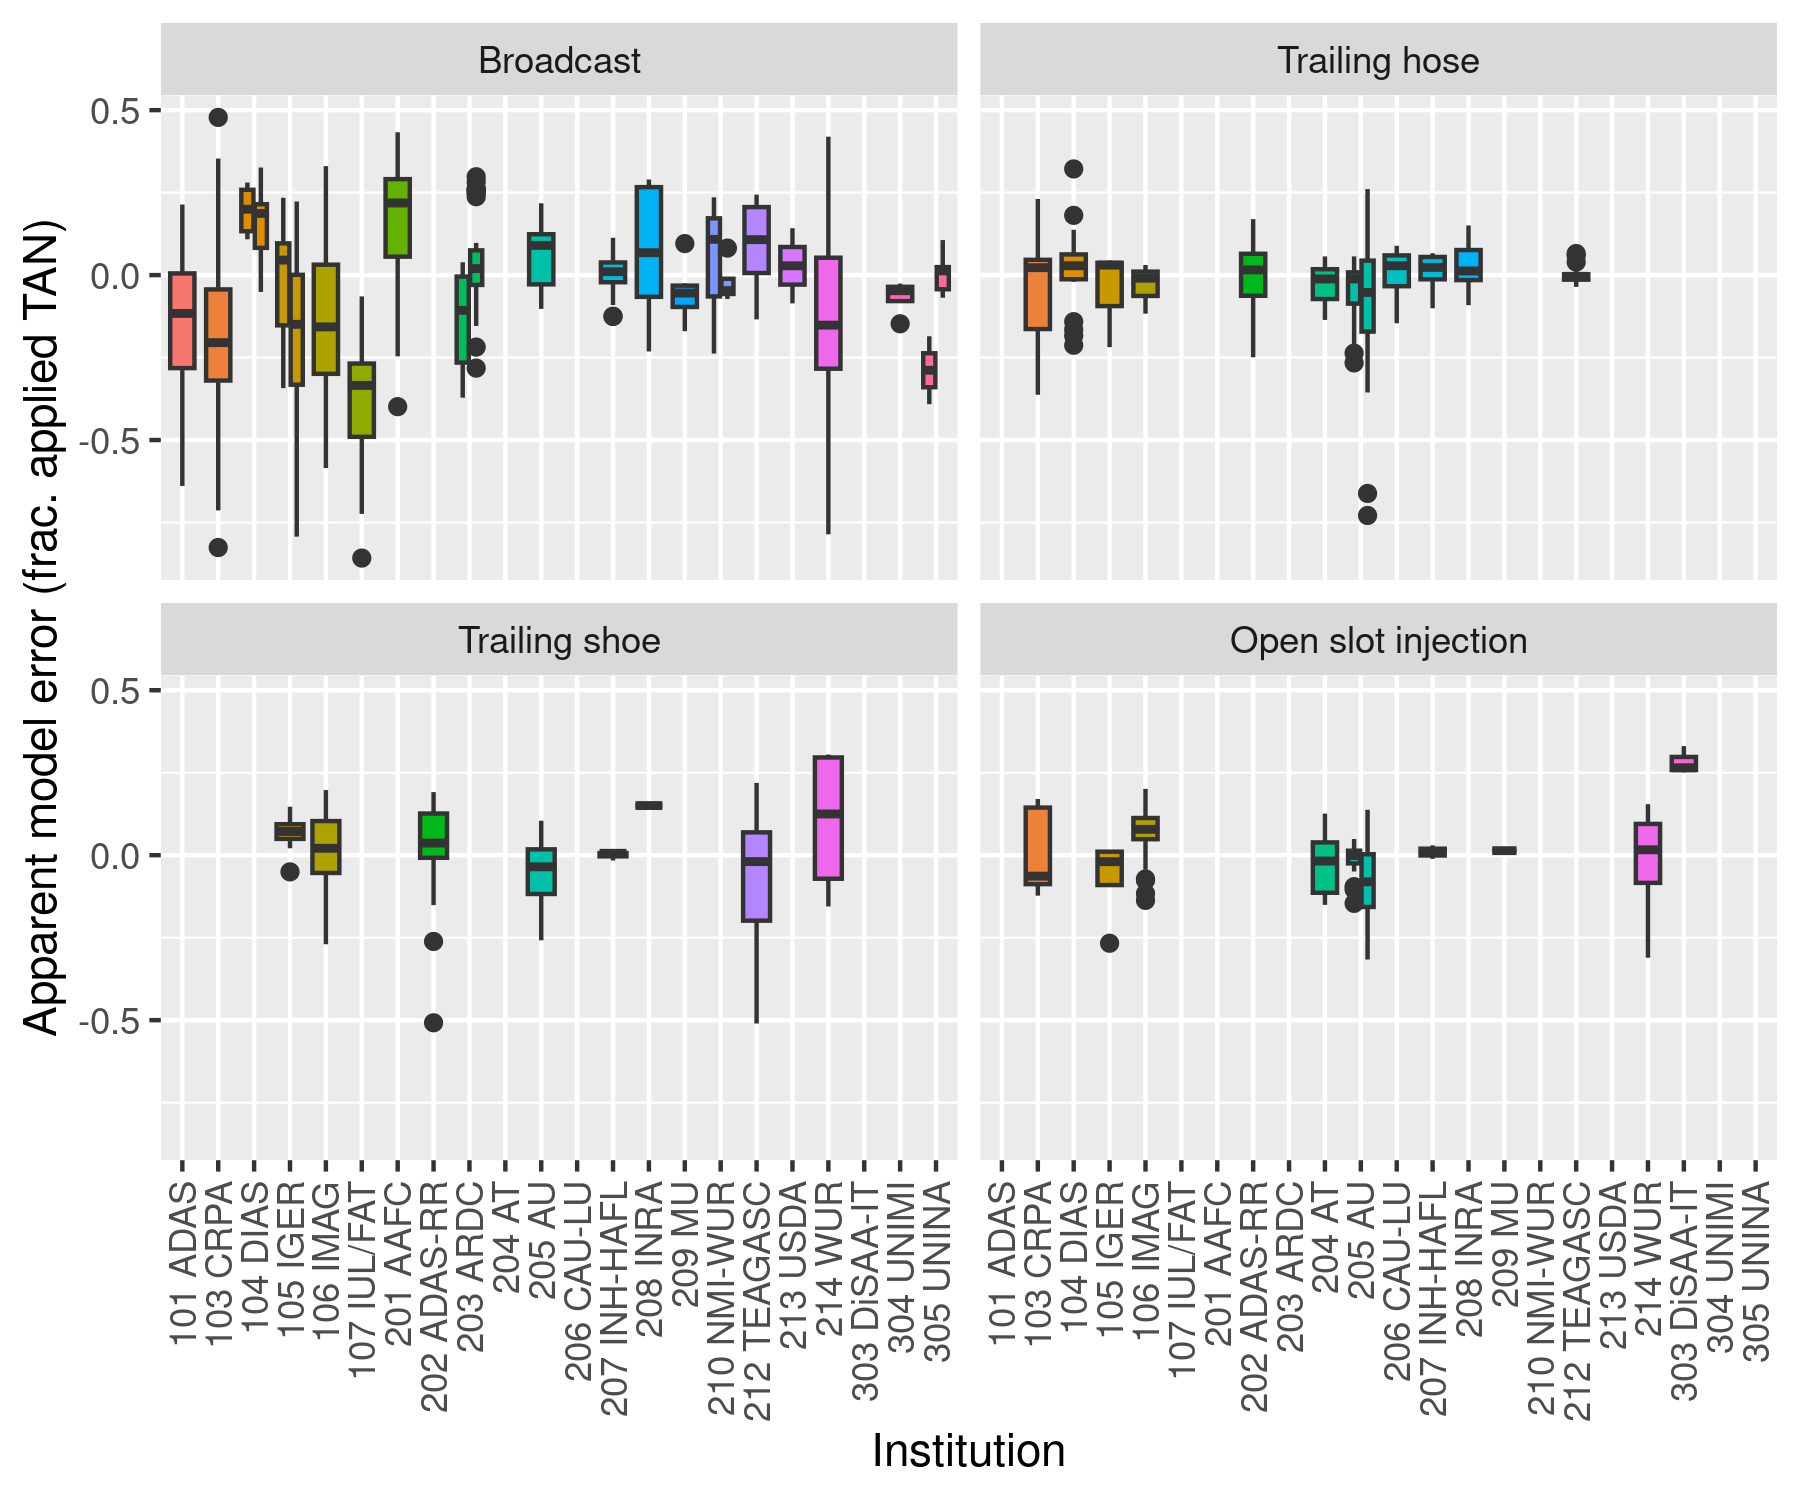 Broadcast
Trailing hose
0.5
0.0
-0.5
Trailing shoe
Open slot injection
0.5
0.0
-0.5
Apparent model error (frac. applied TAN)
101 ADAS
103 CRPA
104 DIAS
105 IGER
106 IMAG
107 IUL/FAT
201 AAFC
202 ADAS-RR
203 ARDC
204 AT
205 AU
206 CAU-LU
207 INH-HAFL
208 INRA
209 MU
210 NMI-WUR
212 TEAGASC
213 USDA
214 WUR
303 DiSAA-IT
304 UNIMI
305 UNINA
101 ADAS
103 CRPA
104 DIAS
105 IGER
106 IMAG
107 IUL/FAT
201 AAFC
202 ADAS-RR
203 ARDC
204 AT
205 AU
206 CAU-LU
207 INH-HAFL
208 INRA
209 MU
210 NMI-WUR
212 TEAGASC
213 USDA
214 WUR
303 DiSAA-IT
304 UNIMI
305 UNINA
Institution